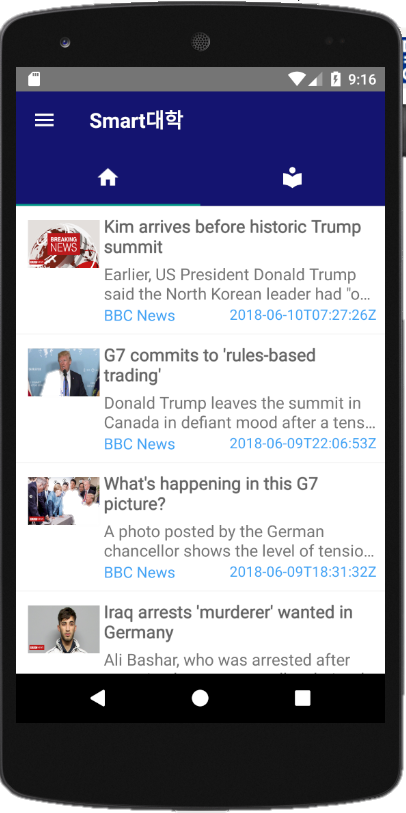 9:16
Smart대학
Kim arrives before historic Trump
summit
BREAKING
NEWS
Earlier, US President Donald Trump
said the North Korean leader had "o...
BBC News 2018-06-10T07:27:26Z
G7 commits to 'rules-based
trading'
Donald Trump leaves the summit in
Canada in defiant mood after a tens...
BBC News 2018-06-09T22:06:53Z
What's happening in this G7
picture?
A photo posted by the German
chancellor shows the level of tensio...
BBC News 2018-06-09T18:31:32Z
Iraq arrests 'murderer' wanted in
Germany
Ali Bashar, who was arrested after